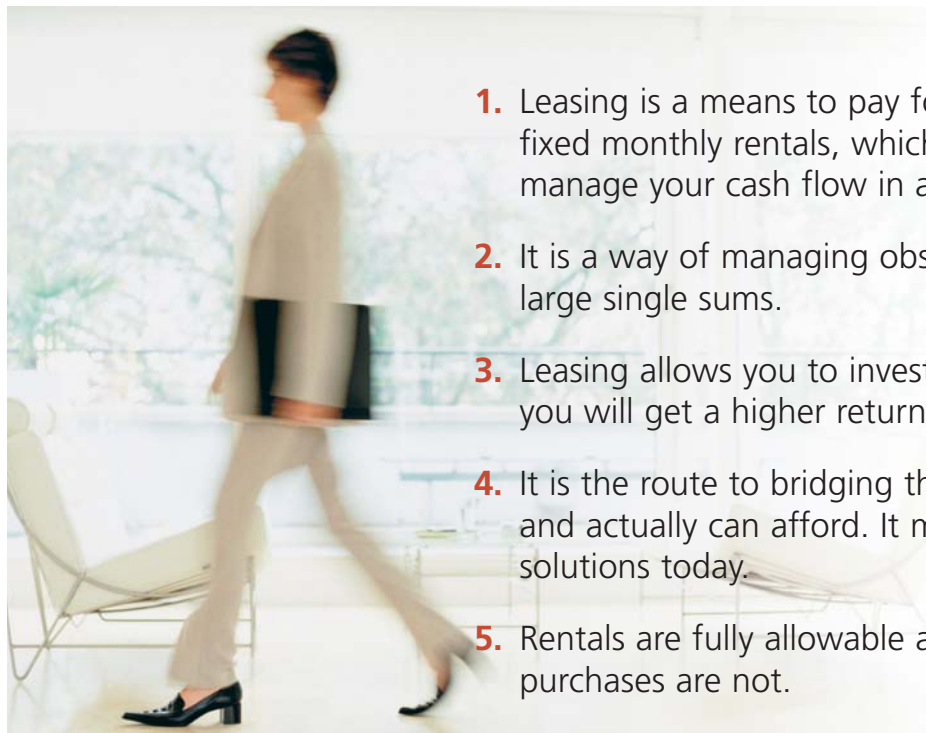 1. Leasing is a means to pay fo
fixed monthly rentals, which
manage your cash flow in a
2. It is a way of managing obs
large single sums.
3. Leasing allows you to invest
you will get a higher return
4. It is the route to bridging th
and actually can afford. It m
solutions today.
5. Rentals are fully allowable a
purchases are not.